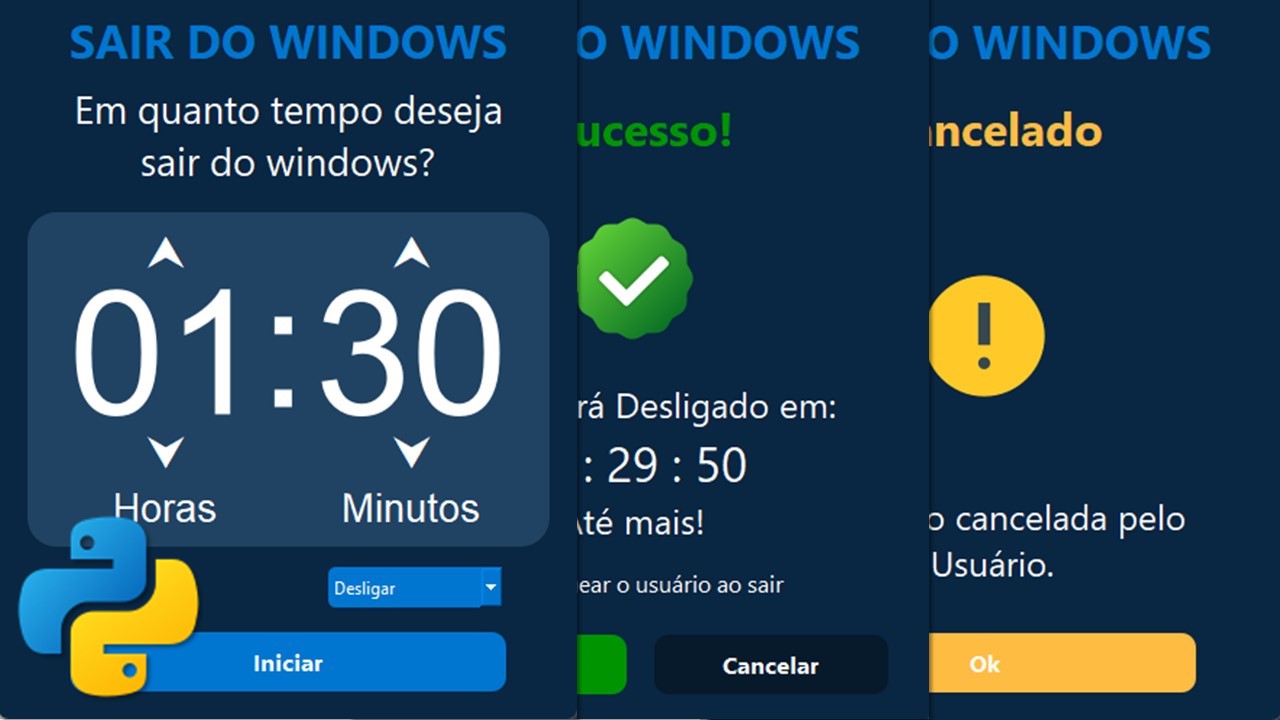 SAIR DO WINDOWS
Em quanto tempo deseja
sair do windows?
01:30
Horas
Minutos
Desligar
Iniciar
O WINDOWS
ucesso!
rá Desligado em:
: 29 : 50
Até mais!
ear o usuário ao sair
Cancelar
O WINDOWS
ancelado
o cancelada pelo
Usuário.
Ok